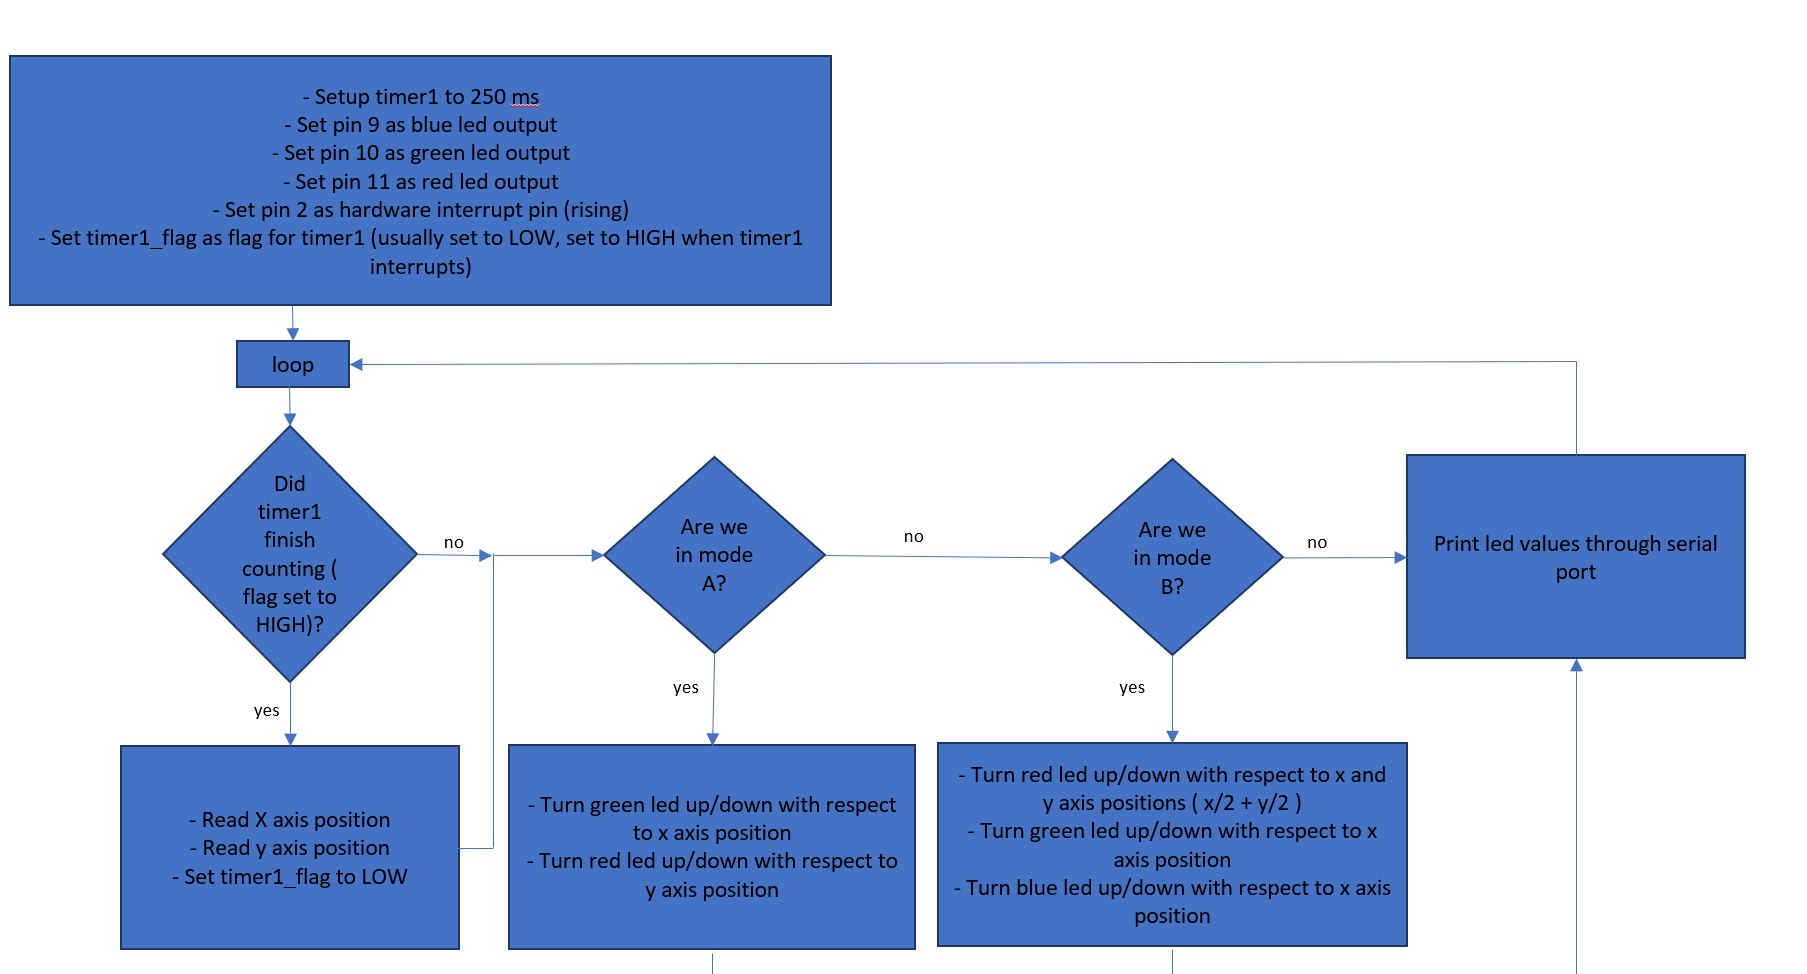 - Setup timer1 to 250 ms
- Set pin 9 as blue led output
- Set pin 10 as green led output
- Set pin 11 as red led output
- Set pin 2 as hardware interrupt pin (rising)
- Set timer1_flag as flag for timer1 (usually set to LOW, set to HIGH when timer1
interrupts)
loop
Did
timer1
finish
counting (
flag set to
HIGH)?
no
yes
- Read X axis position
- Read y axis position
- Set timer1_flag to LOW
Are we
in mode
A?
no
yes
- Turn green led up/down with respect
to x axis position
- Turn red led up/down with respect to
y axis position
Are we
in mode
B?
no
yes
- Turn red led up/down with respect to x and
y axis positions ( x/2 + y/2 )
- Turn green led up/down with respect to x
axis position
- Turn blue led up/down with respect to x axis
position
Print led values through serial
port